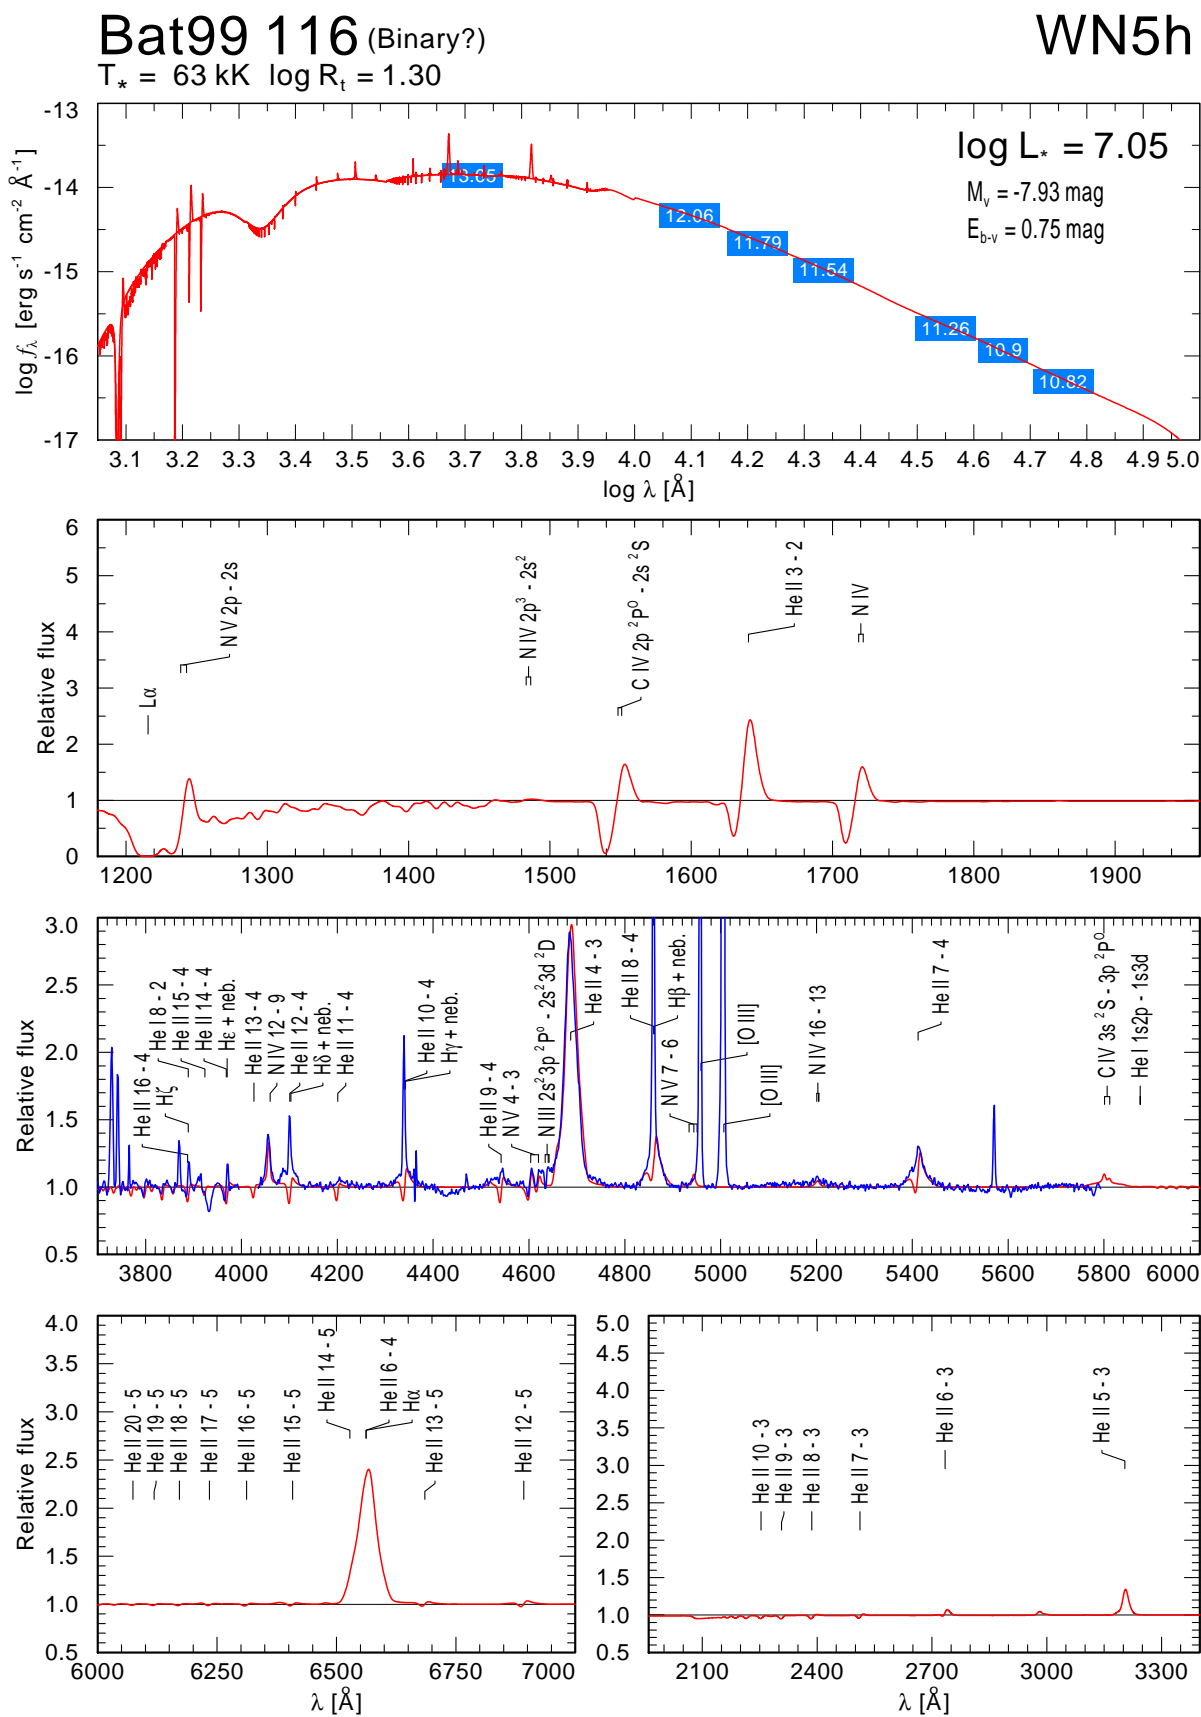 Bat99 116 (Binary?) WN5h
T* = 63 kK log Rt = 1.30
log L* = 7.05
Mv = -7.93 mag
Eb-v = 0.75 mag
13.65
12.06
11.79
11.54
11.26
10.9
10.82
-13
-14
-15
-16
-17
log fλ [erg s-1 cm-2 Å-1]
3.1 3.2 3.3 3.4 3.5 3.6 3.7 3.8 3.9 4.0 4.1 4.2 4.3 4.4 4.5 4.6 4.7 4.8 4.9 5.0
log λ [Å]
6
5
4
3
2
1
0
Relative flux
Lα
N V 2p - 2s
N IV 2p3 - 2s2
C IV 2p 2P0 - 2s 2S
He II 3 - 2
N IV
1200 1300 1400 1500 1600 1700 1800 1900
3.0
2.5
2.0
1.5
1.0
0.5
Relative flux
He II 16 - 4
Hζ
He I 8 - 2
He II 15 - 4
He II 14 - 4
Hε + neb.
He II 13 - 4
N IV 12 - 9
He II 12 - 4
Hδ + neb.
He II 11 - 4
He II 10 - 4
Hγ + neb.
He II 9 - 4
N V 4 - 3
N III 2s2 3p 2P0 - 2s2 3d 2D
He II 4 - 3
He II 8 - 4
Hβ + neb.
N V 7 - 6
[O III]
[O III]
N IV 16 - 13
He II 7 - 4
C IV 3s 2S - 3p 2P0
He I 1s2p - 1s3d
3800 4000 4200 4400 4600 4800 5000 5200 5400 5600 5800 6000
4.0
3.5
3.0
2.5
2.0
1.5
1.0
0.5
Relative flux
He II 20 - 5
He II 19 - 5
He II 18 - 5
He II 17 - 5
He II 16 - 5
He II 15 - 5
He II 14 - 5
He II 6 - 4
Hα
He II 13 - 5
He II 12 - 5
6000 6250 6500 6750 7000
λ [Å]
5.0
4.5
4.0
3.5
3.0
2.5
2.0
1.5
1.0
0.5
He II 10 - 3
He II 9 - 3
He II 8 - 3
He II 7 - 3
He II 6 - 3
He II 5 - 3
2100 2400 2700 3000 3300
λ [Å]